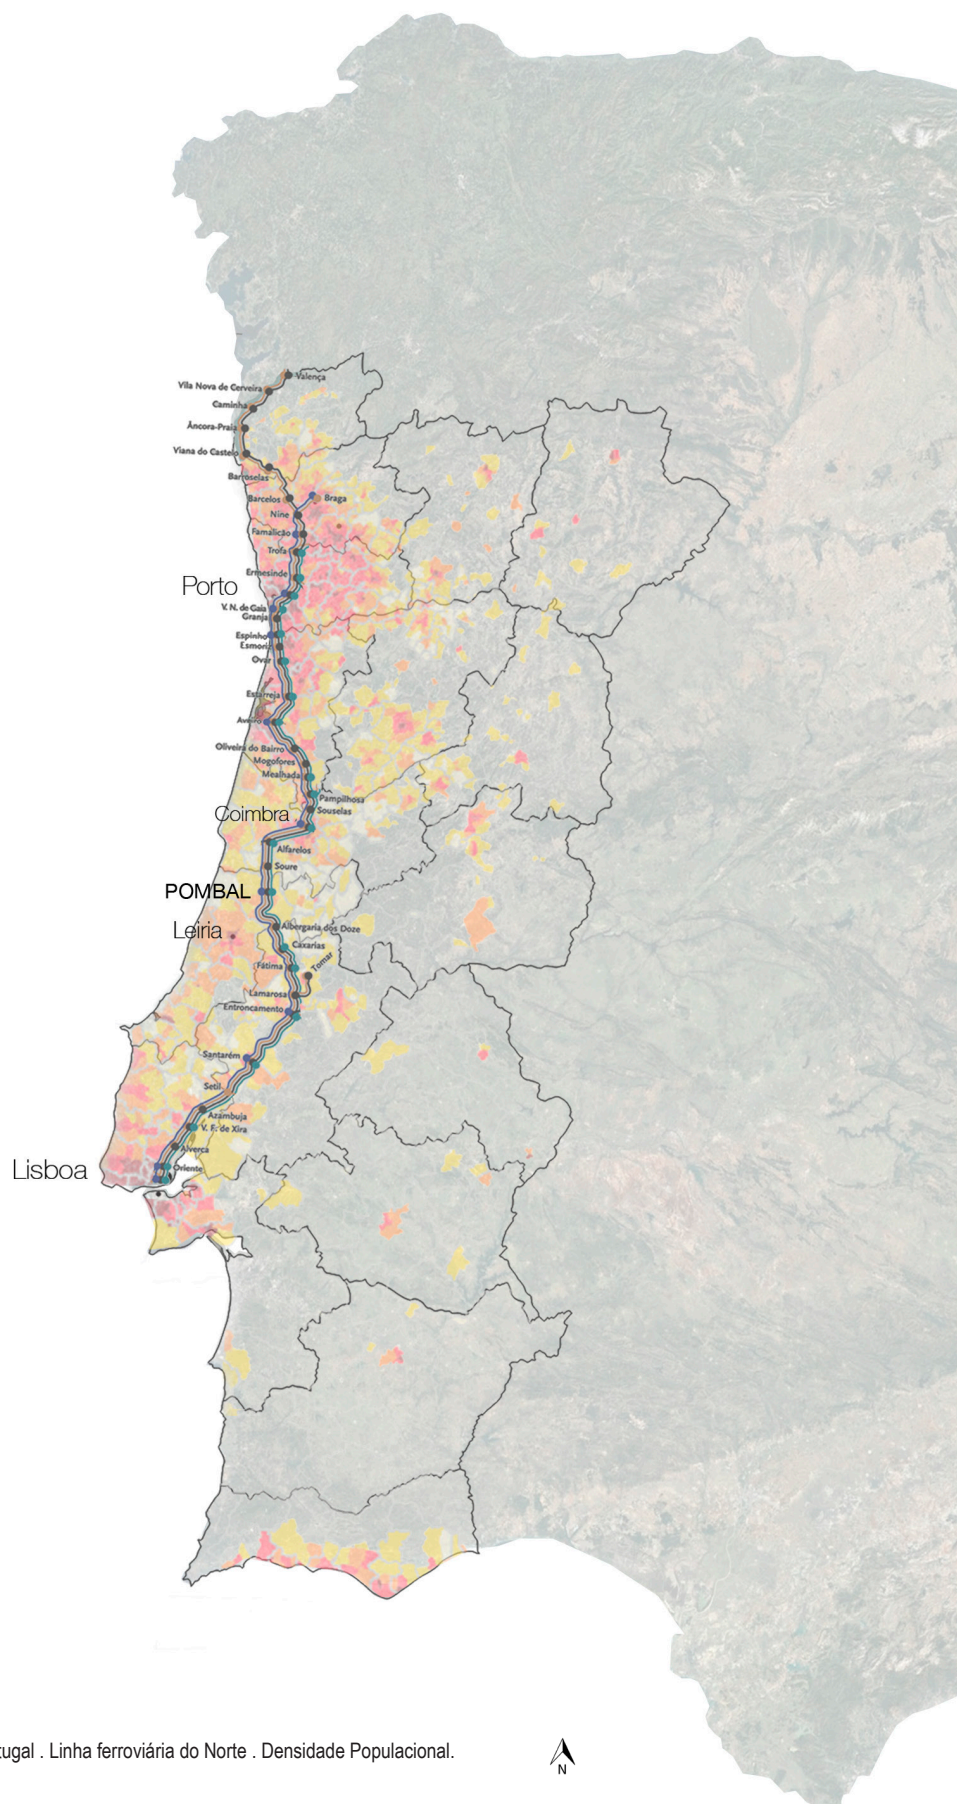 Valença
Vila Nova de Cerveira
Caminha
Âncora-Praia
Viana do Castelo
Barroselas
Barcelos
Braga
Nine
Famalicão
Trofa
Ermesinde
Porto
V. N. de Gaia
Granja
Espinho
Esmoriz
Ovar
Estarreja
Aveiro
Oliveira do Bairro
Mogofores
Mealhada
Pampilhosa
Souselas
Coimbra
Alfarelos
Soure
POMBAL
Leiria
Albergaria dos Doze
Caxarias
Fátima
Tomar
Lamarosa
Entroncamento
Santarém
Setil
Azambuja
V. F. de Xira
Alverca
Lisboa
Oriente
tugal . Linha ferroviária do Norte . Densidade Populacional.
N